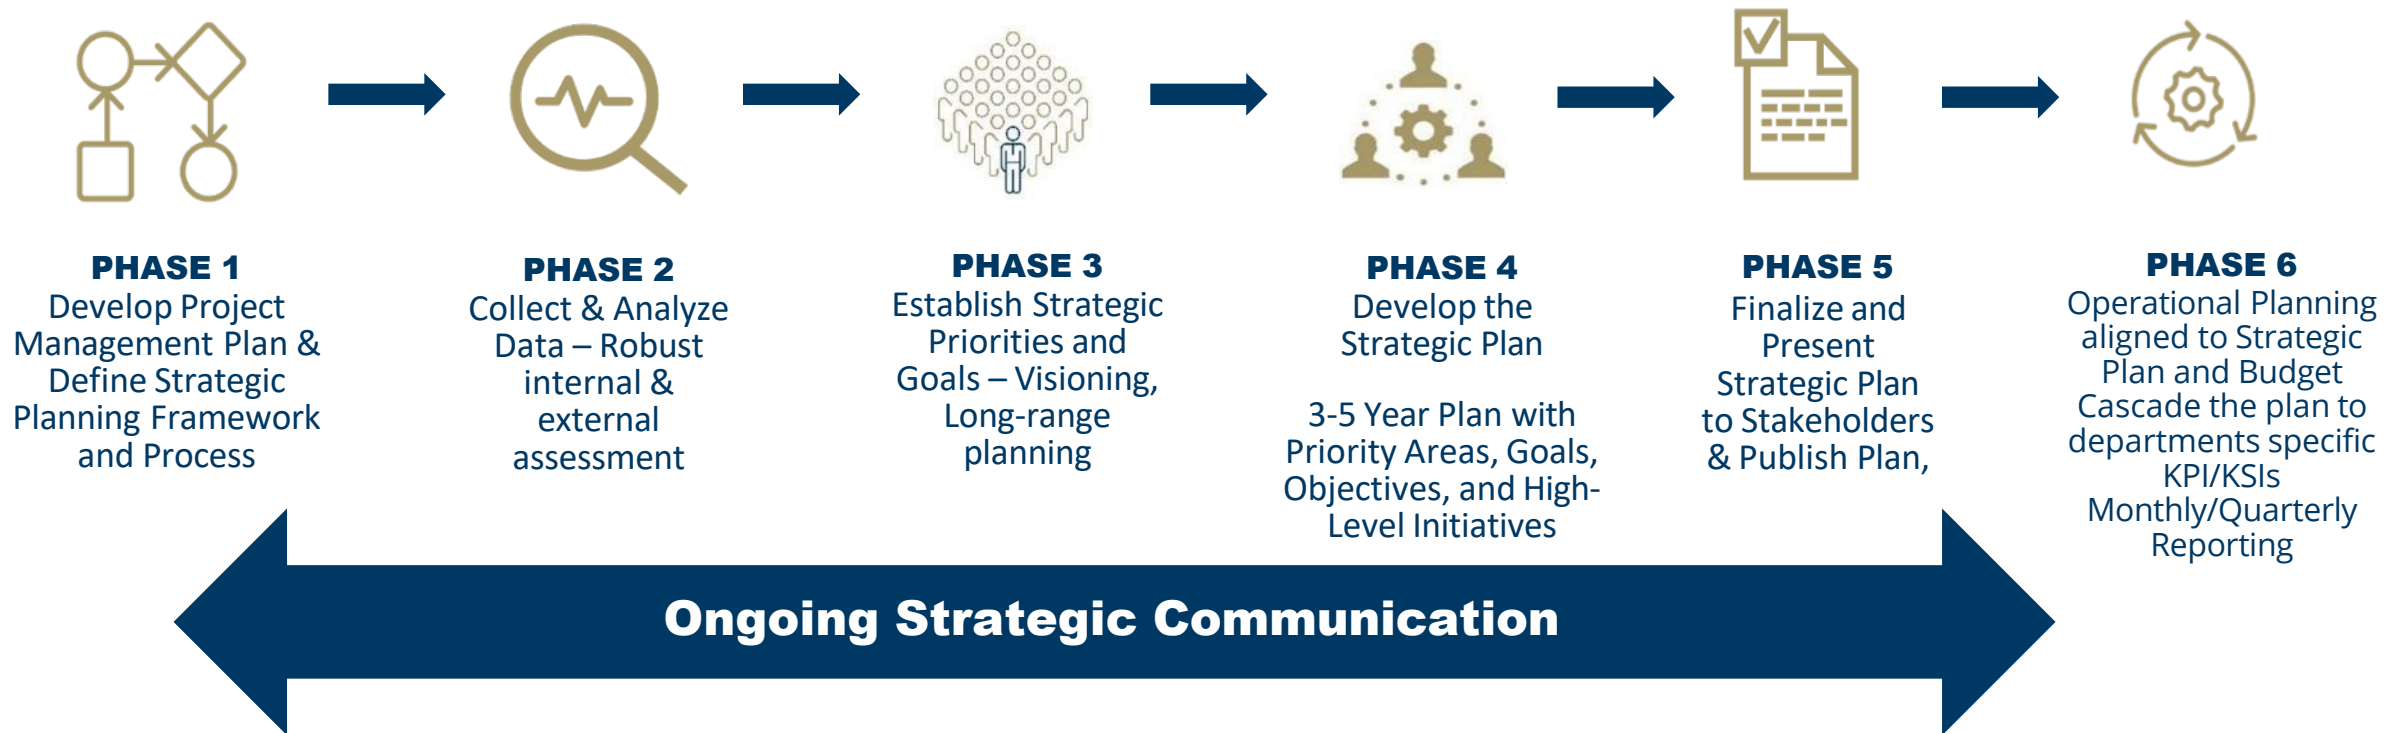 PHASE 1
Develop Project
Management Plan &
Define Strategic
Planning Framework
and Process
PHASE 2
Collect & Analyze
Data – Robust
internal &
external
assessment
PHASE 3
Establish Strategic
Priorities and
Goals – Visioning,
Long-range
planning
PHASE 4
Develop the
Strategic Plan
3-5 Year Plan with
Priority Areas, Goals,
Objectives, and High-
Level Initiatives
PHASE 5
Finalize and
Present
Strategic Plan
to Stakeholders
& Publish Plan,
PHASE 6
Operational Planning
aligned to Strategic
Plan and Budget
Cascade the plan to
departments specific
KPI/KSIs
Monthly/Quarterly
Reporting
Ongoing Strategic Communication